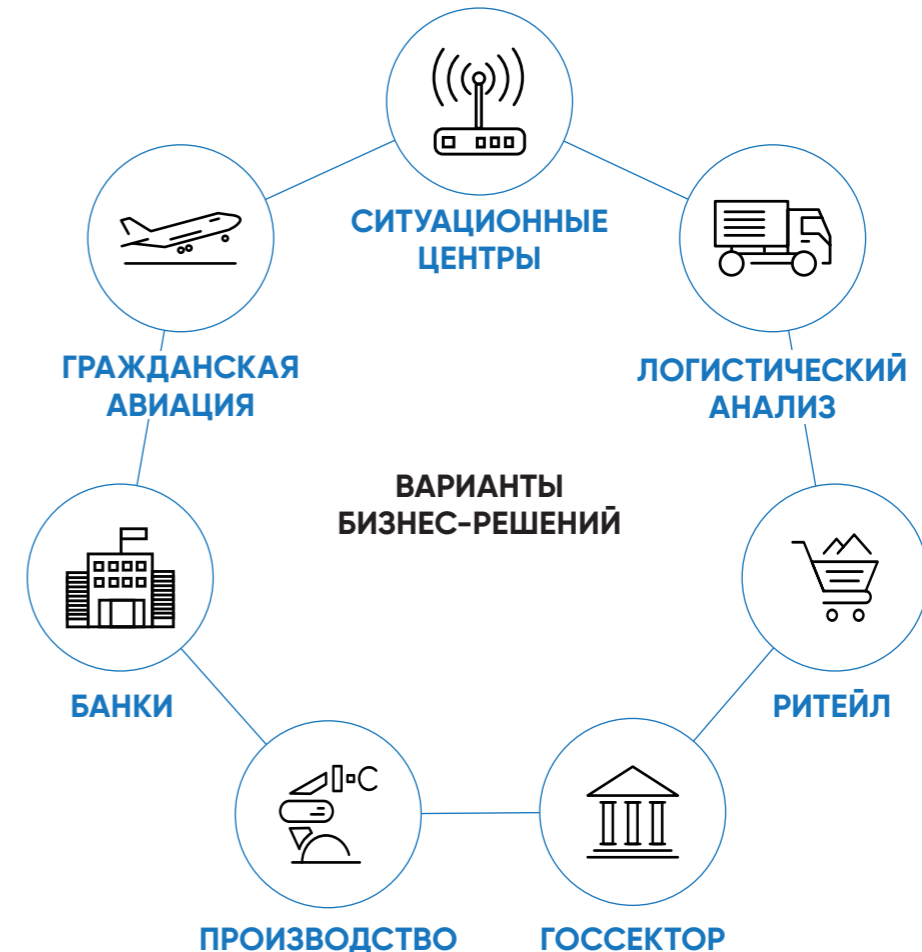 СИТУАЦИОННЫЕ
ЦЕНТРЫ
ГРАЖДАНСКАЯ
АВИАЦИЯ
ЛОГИСТИЧЕСКИЙ
АНАЛИЗ
ВАРИАНТЫ
БИЗНЕС-РЕШЕНИЙ
БАНКИ
РИТЕЙЛ
ПРОИЗВОДСТВО
ГОССЕКТОР